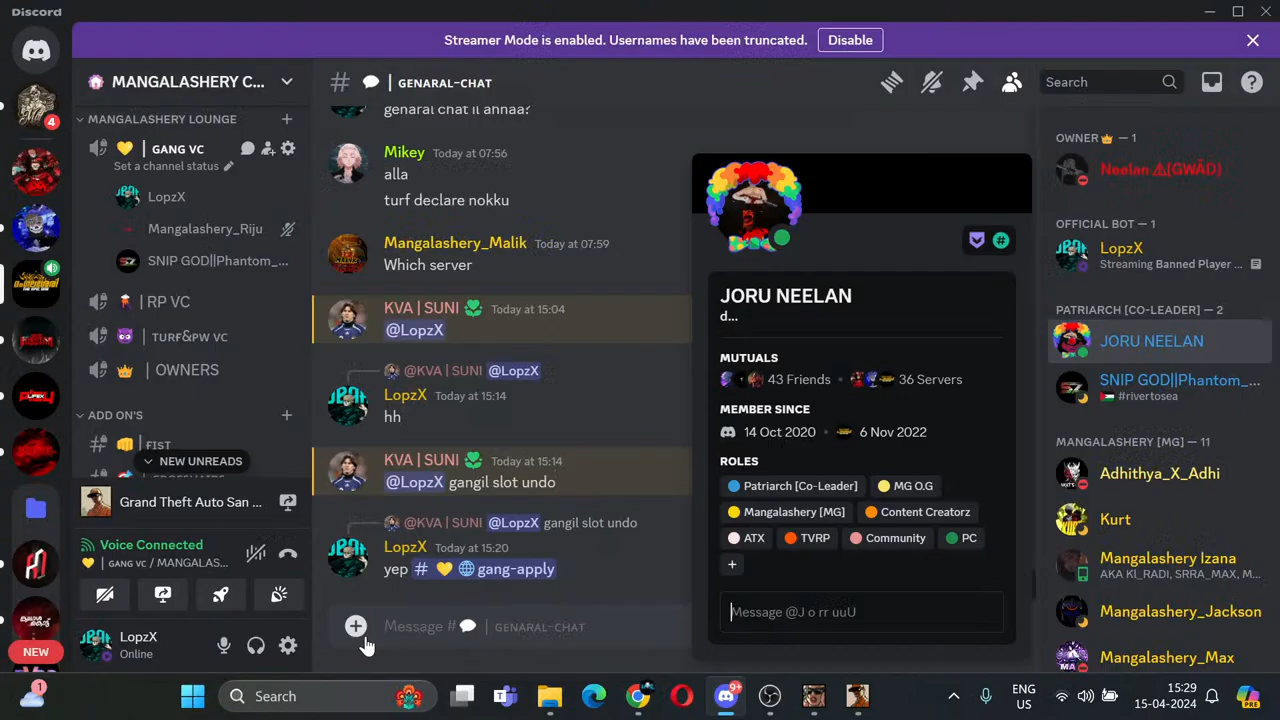 Discord
Streamer Mode is enabled. Usernames have been truncated.
Disable
MANGALASHERY C...
GENARAL-CHAT
Search
MANGALASHERY LOUNGE
GANG VC
Set a channel status
LopzX
Mangalashery_Riju
SNIP GOD||Phantom_...
RP VC
TURF&PW VC
OWNERS
ADD ON'S
FIST
NEW UNREADS
Grand Theft Auto San ...
Voice Connected
GANG VC / MANGALAS...
LopzX
Online
4
NEW
genaral chat il ahnaa?
Mikey Today at 07:56
alla
turf declare nokku
Mangalashery_Malik Today at 07:59
Which server
KVA | SUNI Today at 15:04
@LopzX
@KVA | SUNI @LopzX
LopzX Today at 15:14
hh
KVA | SUNI Today at 15:14
@LopzX gangil slot undo
@KVA | SUNI @LopzX gangil slot undo
LopzX Today at 15:20
yep # gang-apply
Message # | GENARAL-CHAT
JORU NEELAN
d...
MUTUALS
43 Friends • 36 Servers
MEMBER SINCE
14 Oct 2020 • 6 Nov 2022
ROLES
Patriarch [Co-Leader] MG O.G
Mangalashery [MG] Content Creatorz
ATX TVRP Community PC
Message @J o rr uuU
OWNER — 1
Neelan ⚠(GWÄD)
OFFICIAL BOT — 1
LopzX
Streaming Banned Player ...
PATRIARCH [CO-LEADER] — 2
JORU NEELAN
SNIP GOD||Phantom_...
#rivertosea
MANGALASHERY [MG] — 11
Adhithya_X_Adhi
Kurt
Mangalashery Izana
AKA KI_RADI, SRRA_MAX, M...
Mangalashery_Jackson
Mangalashery_Max
1
Search
9+
ENG
US
15:29
15-04-2024
PRE